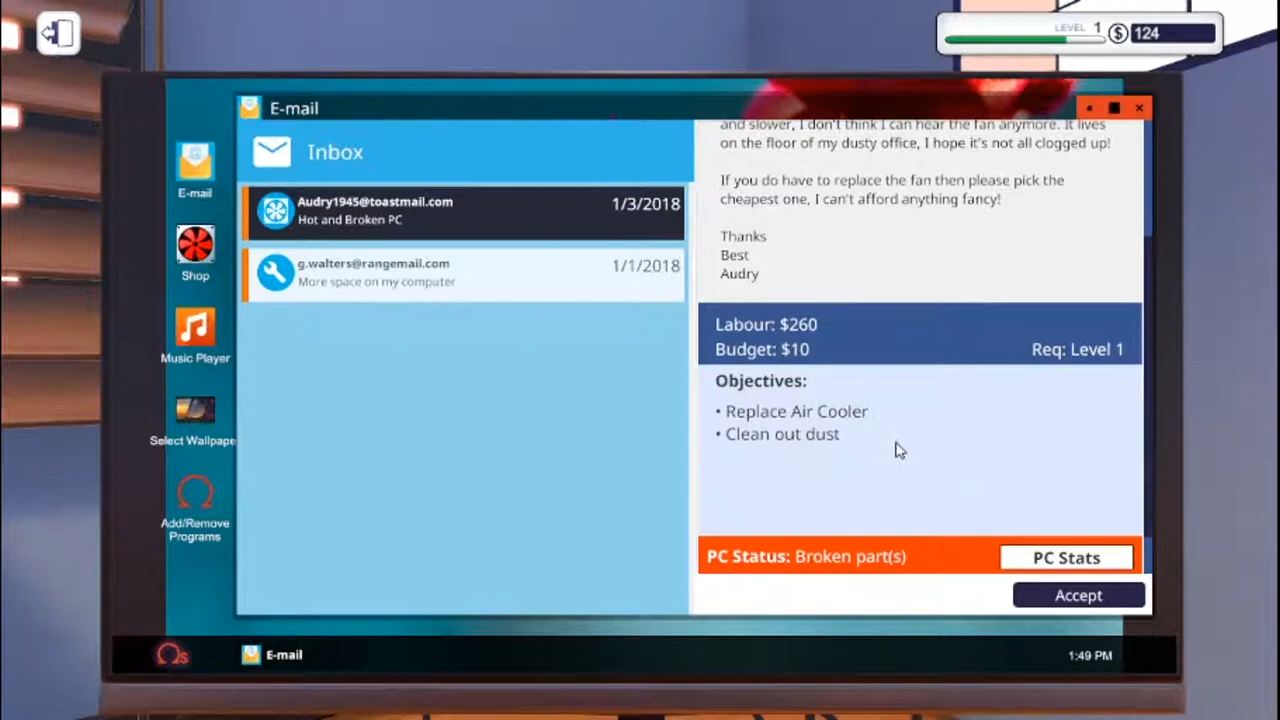 LEVEL 1
$ 124
E-mail
Inbox
Audry1945@toastmail.com
1/3/2018
Hot and Broken PC
g.walters@rangemail.com
1/1/2018
More space on my computer
and slower, I don't think I can hear the fan anymore. It lives
on the floor of my dusty office, I hope it's not all clogged up!
If you do have to replace the fan then please pick the
cheapest one, I can't afford anything fancy!
Thanks
Best
Audry
Labour: $260
Budget: $10
Req: Level 1
Objectives:
• Replace Air Cooler
• Clean out dust
PC Status: Broken part(s)
PC Stats
Accept
E-mail
Shop
Music Player
Select Wallpape
Add/Remove
Programs
Ωs
E-mail
1:49 PM